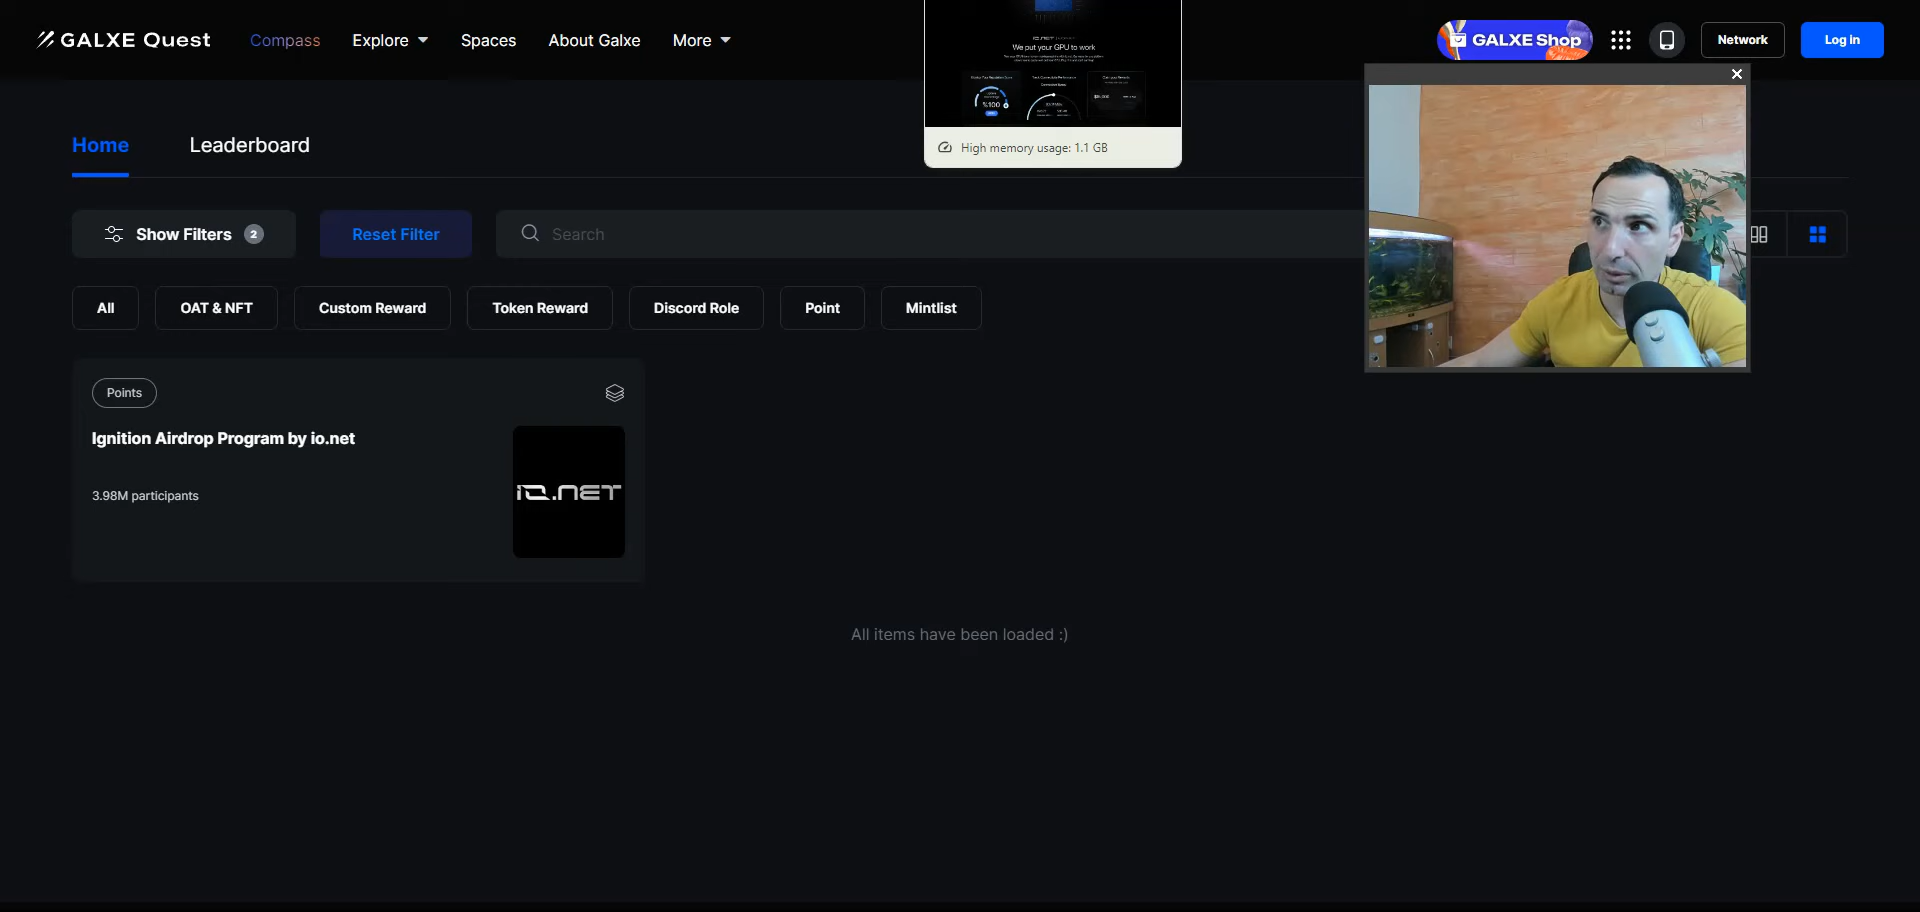 GALXE Quest
Compass
Explore
Spaces
About Galxe
More
GALXE Shop
Network
Log in
We put your GPU to work
%100
High memory usage: 1.1 GB
Home
Leaderboard
Show Filters 2
Reset Filter
Search
All
OAT & NFT
Custom Reward
Token Reward
Discord Role
Point
Mintlist
Points
Ignition Airdrop Program by io.net
3.98M participants
IO.NET
All items have been loaded :)